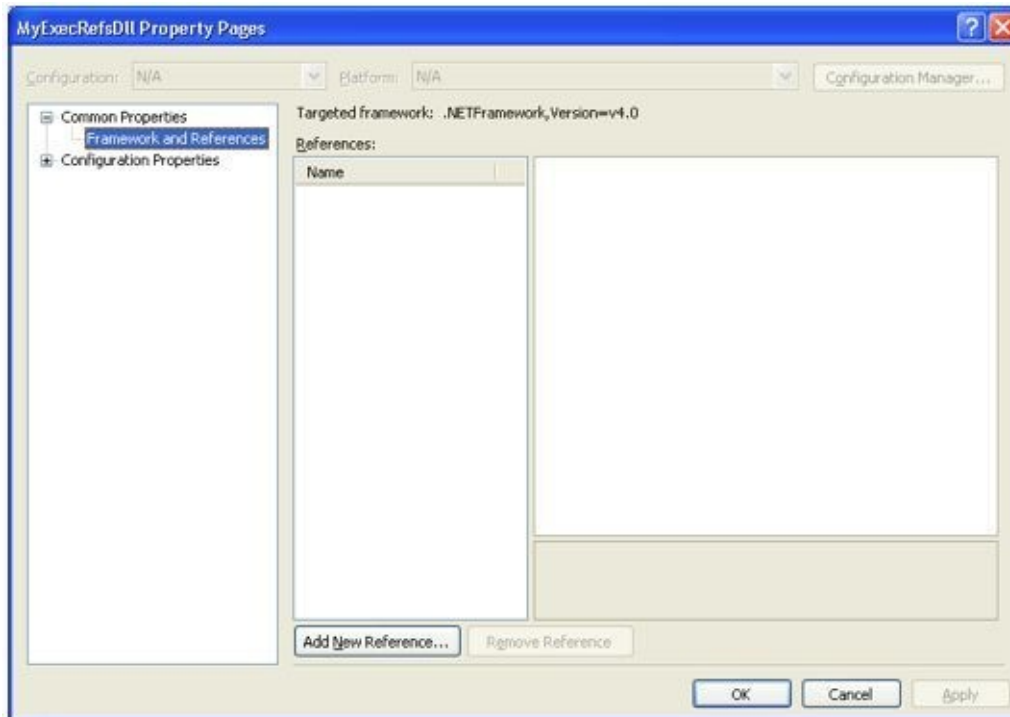 MyExecRefsDll Property Pages
Configuration: N/A Platform: N/A Configuration Manager...
Common Properties
Framework and References
Configuration Properties
Targeted framework: .NETFramework,Version=v4.0
References:
Name
Add New Reference... Remove Reference
OK Cancel Apply